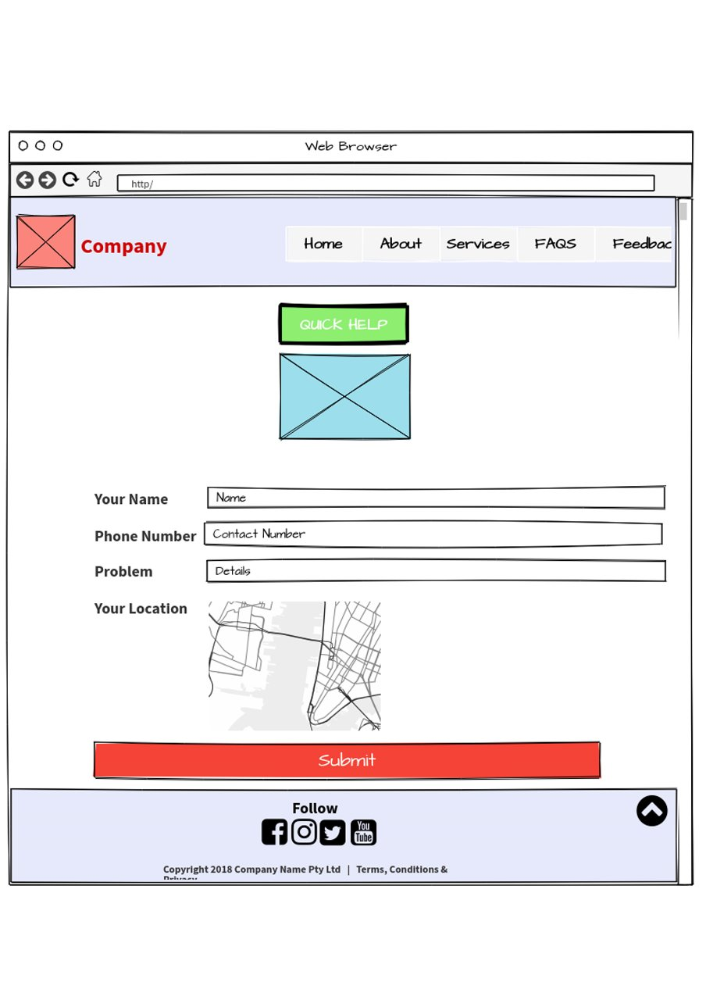 Web Browser
http/
Company
Home About Services FAQS Feedbac
QUICK HELP
Your Name Name
Phone Number Contact Number
Problem Details
Your Location
Submit
Follow
You
Tube
Copyright 2018 Company Name Pty Ltd | Terms, Conditions &
Privacy